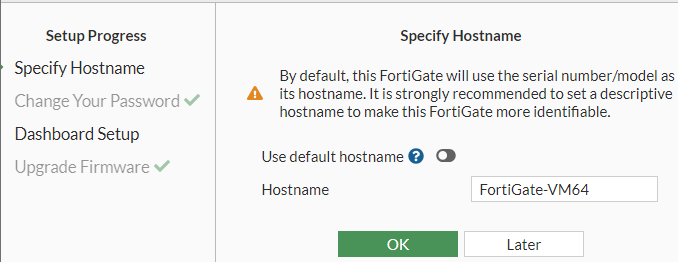 Setup Progress
Specify Hostname
Change Your Password
Dashboard Setup
Upgrade Firmware
Specify Hostname
By default, this FortiGate will use the serial number/model as
its hostname. It is strongly recommended to set a descriptive
hostname to make this FortiGate more identifiable.
Use default hostname ?
Hostname FortiGate-VM64
OK Later